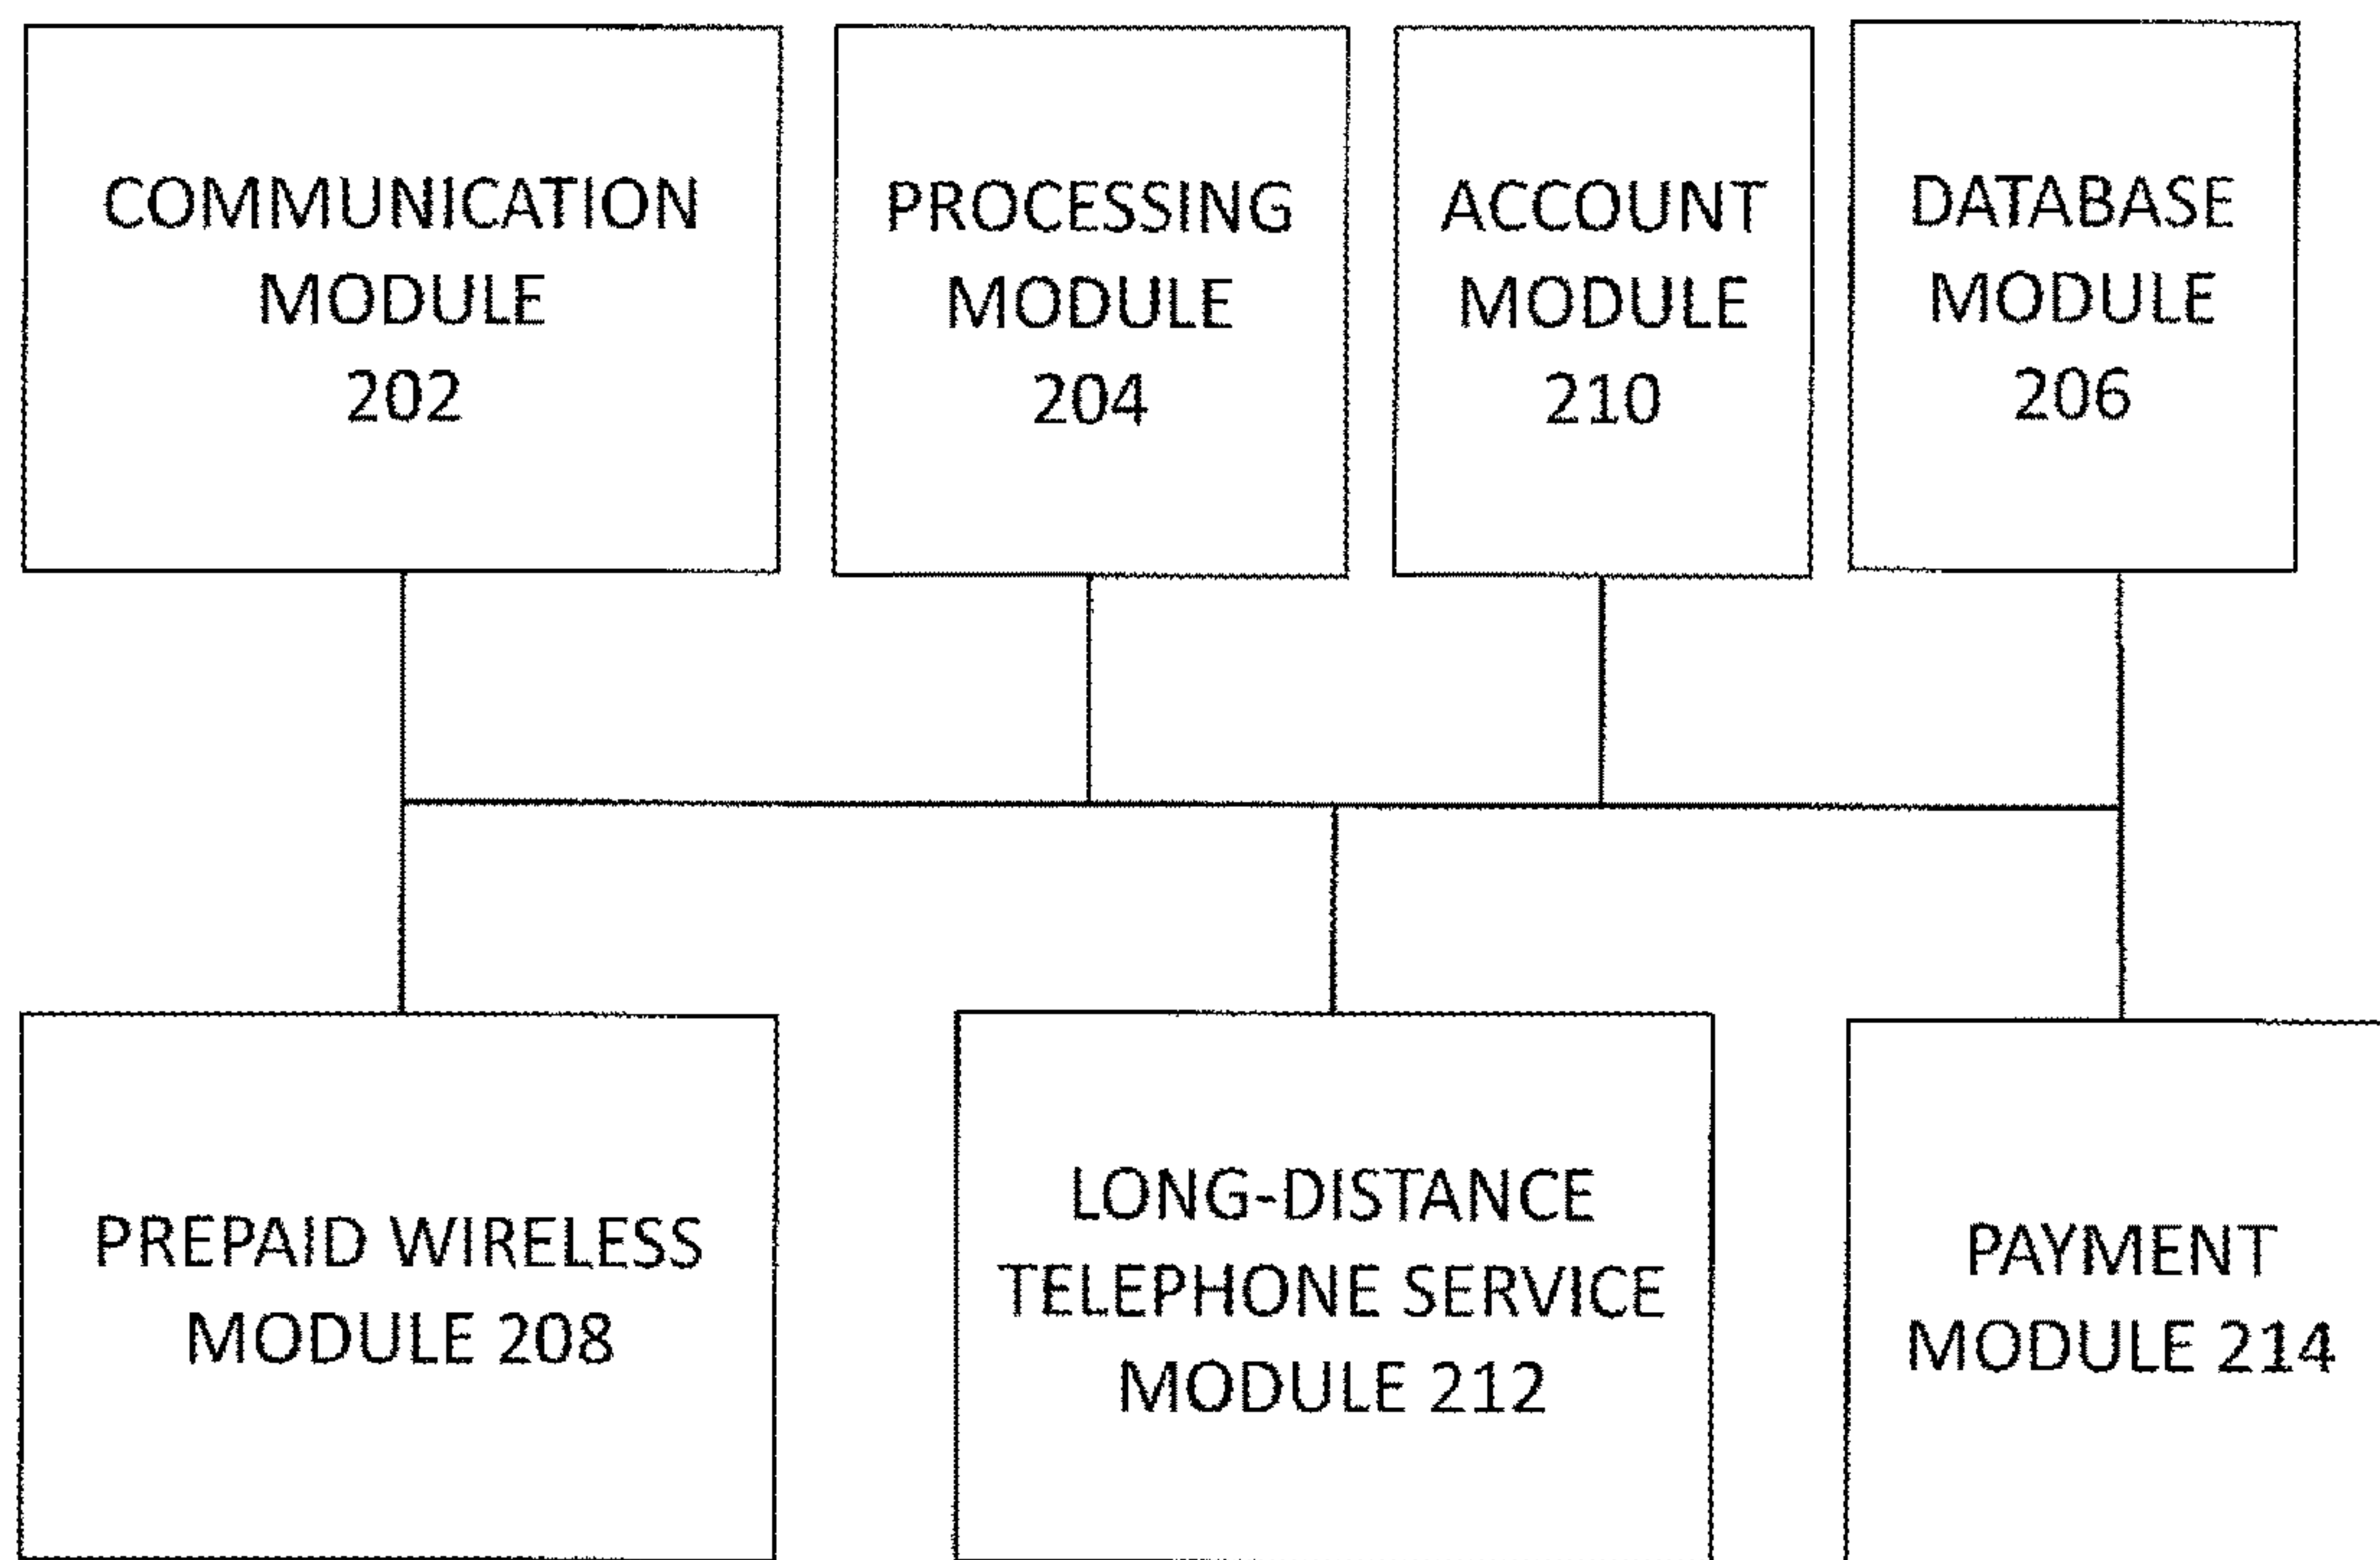 COMMUNICATION
MODULE
202
PROCESSING
MODULE
204
ACCOUNT
MODULE
210
DATABASE
MODULE
206
PREPAID WIRELESS
MODULE 208
LONG-DISTANCE
TELEPHONE SERVICE
MODULE 212
PAYMENT
MODULE 214